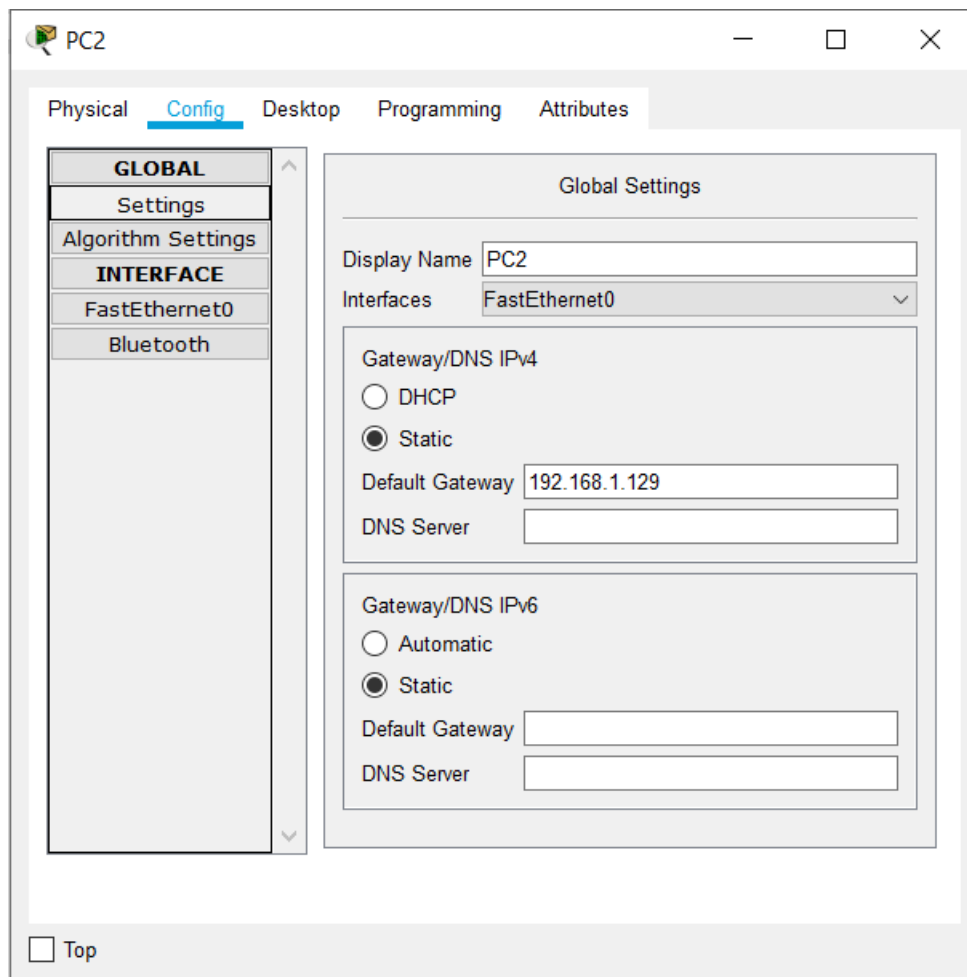 PC2
Physical Config Desktop Programming Attributes
GLOBAL
Settings
Algorithm Settings
INTERFACE
FastEthernet0
Bluetooth
Global Settings
Display Name PC2
Interfaces FastEthernet0
Gateway/DNS IPv4
DHCP
Static
Default Gateway 192.168.1.129
DNS Server
Gateway/DNS IPv6
Automatic
Static
Default Gateway
DNS Server
Top